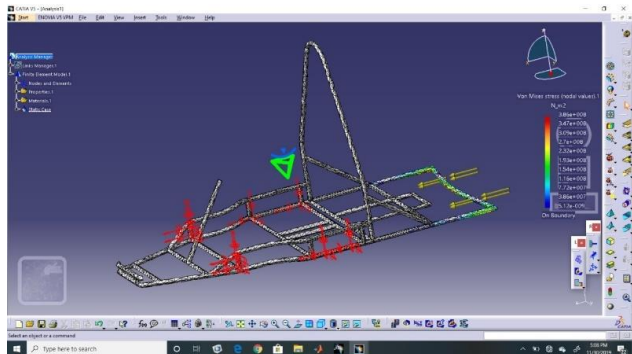 CATIA V5 - [Analysis1]
Start ENOVIA V5 VPM File Edit View Insert Tools Window Help
Analysis Manager
Links Manager.1
Finite Element Model.1
Nodes and Elements
Properties.1
Materials.1
Static Case
Von Mises stress (nodal values).1
N_m2
3.86e+008
3.47e+008
3.09e+008
2.7e+008
2.32e+008
1.93e+008
1.54e+008
1.16e+008
7.72e+007
3.86e+007
On Boundary
Select an object or a command
Type here to search
5:08 PM